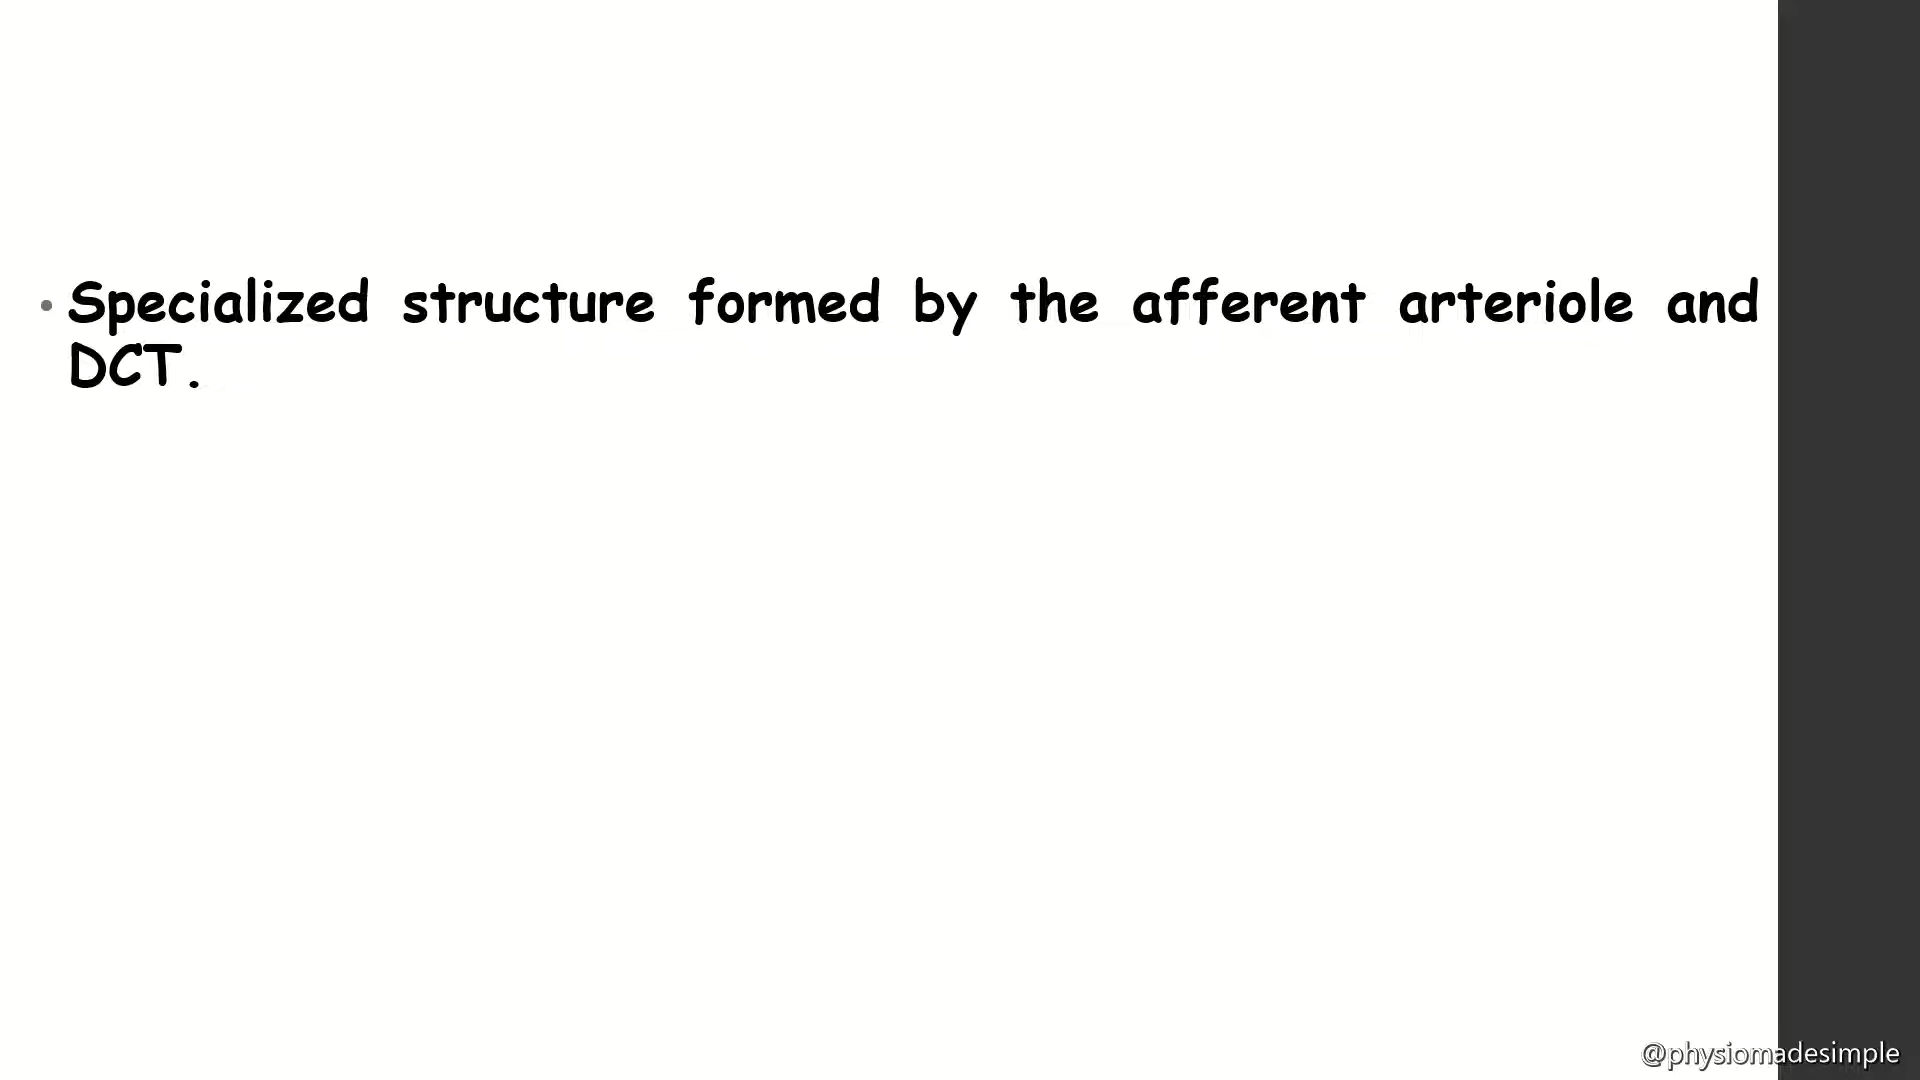 • Specialized structure formed by the afferent arteriole and
DCT.
@physiomadesimple